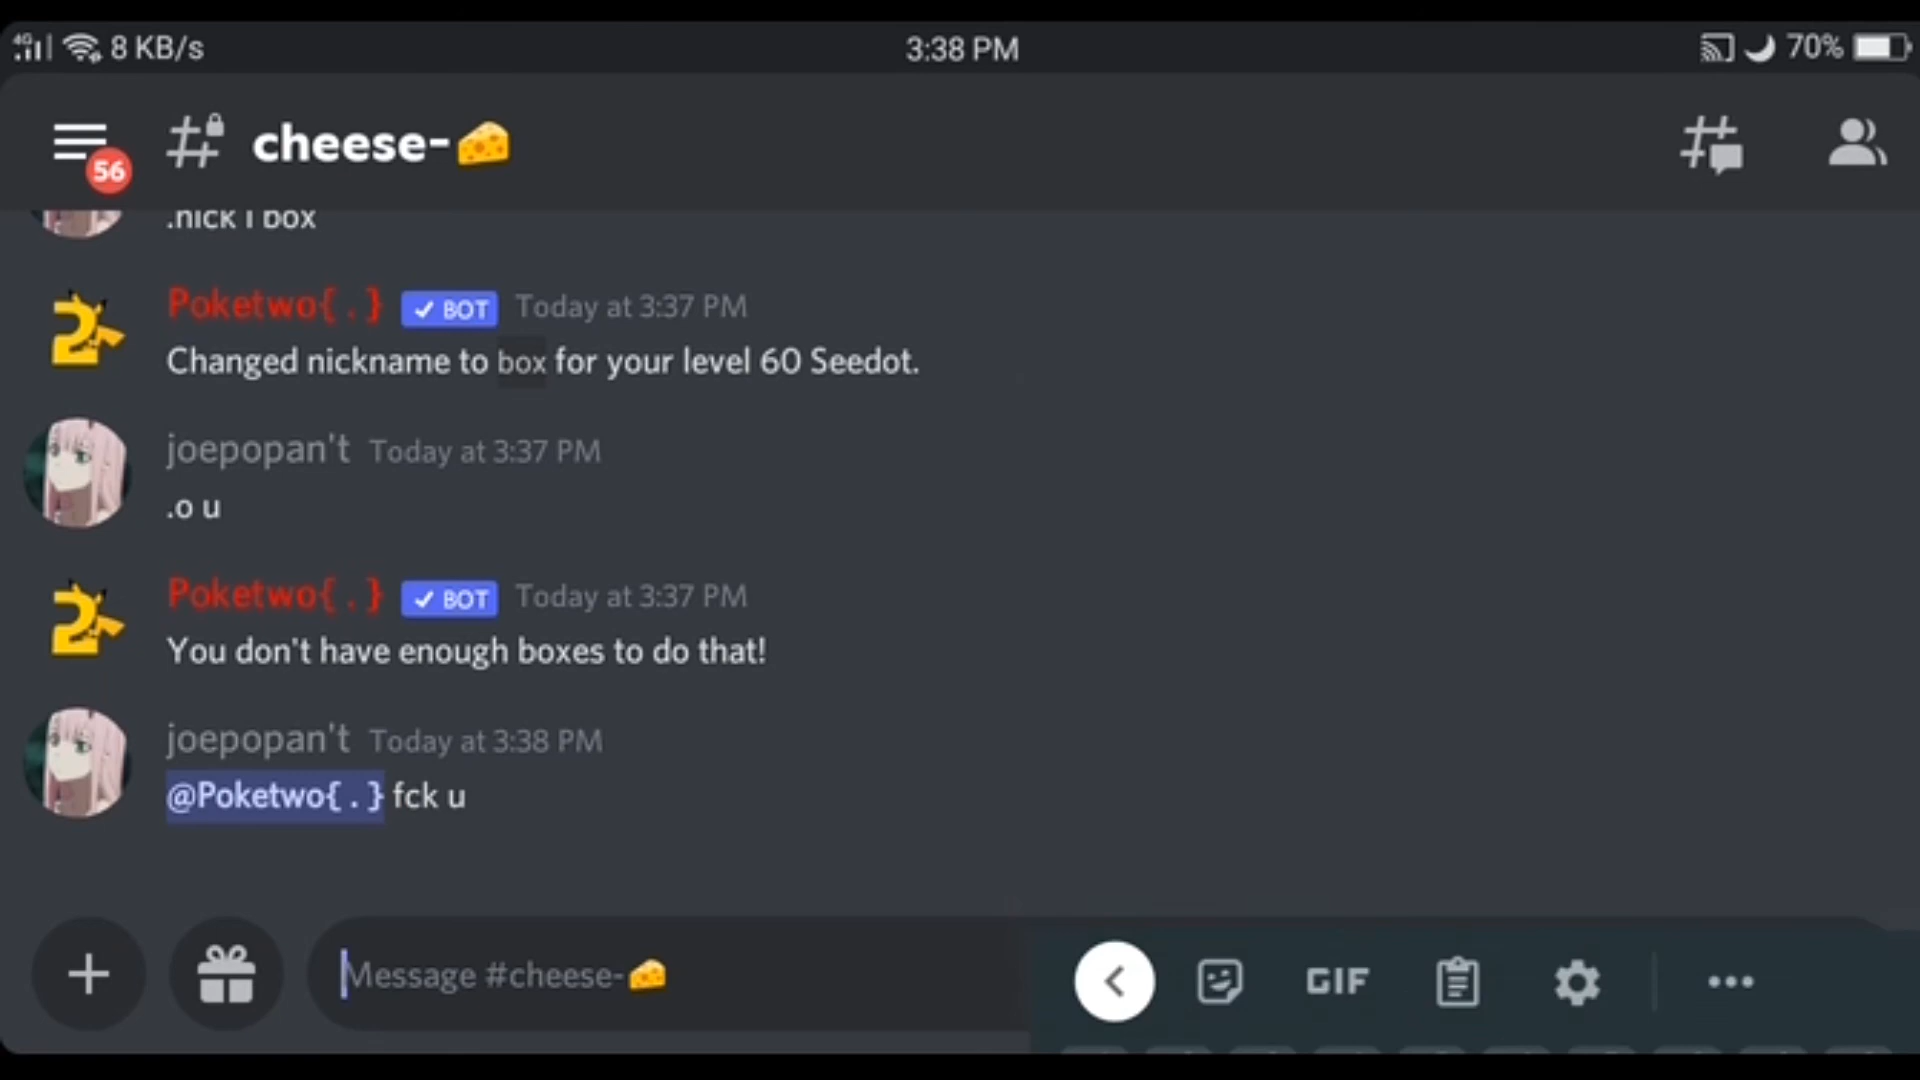 4G 8 KB/s 3:38 PM 70%
56 cheese-🧀
.nick l box
Poketwo{.} ✓ BOT Today at 3:37 PM
Changed nickname to box for your level 60 Seedot.
joepopan't Today at 3:37 PM
.o u
Poketwo{.} ✓ BOT Today at 3:37 PM
You don't have enough boxes to do that!
joepopan't Today at 3:38 PM
@Poketwo{.} fck u
Message #cheese-🧀 GIF